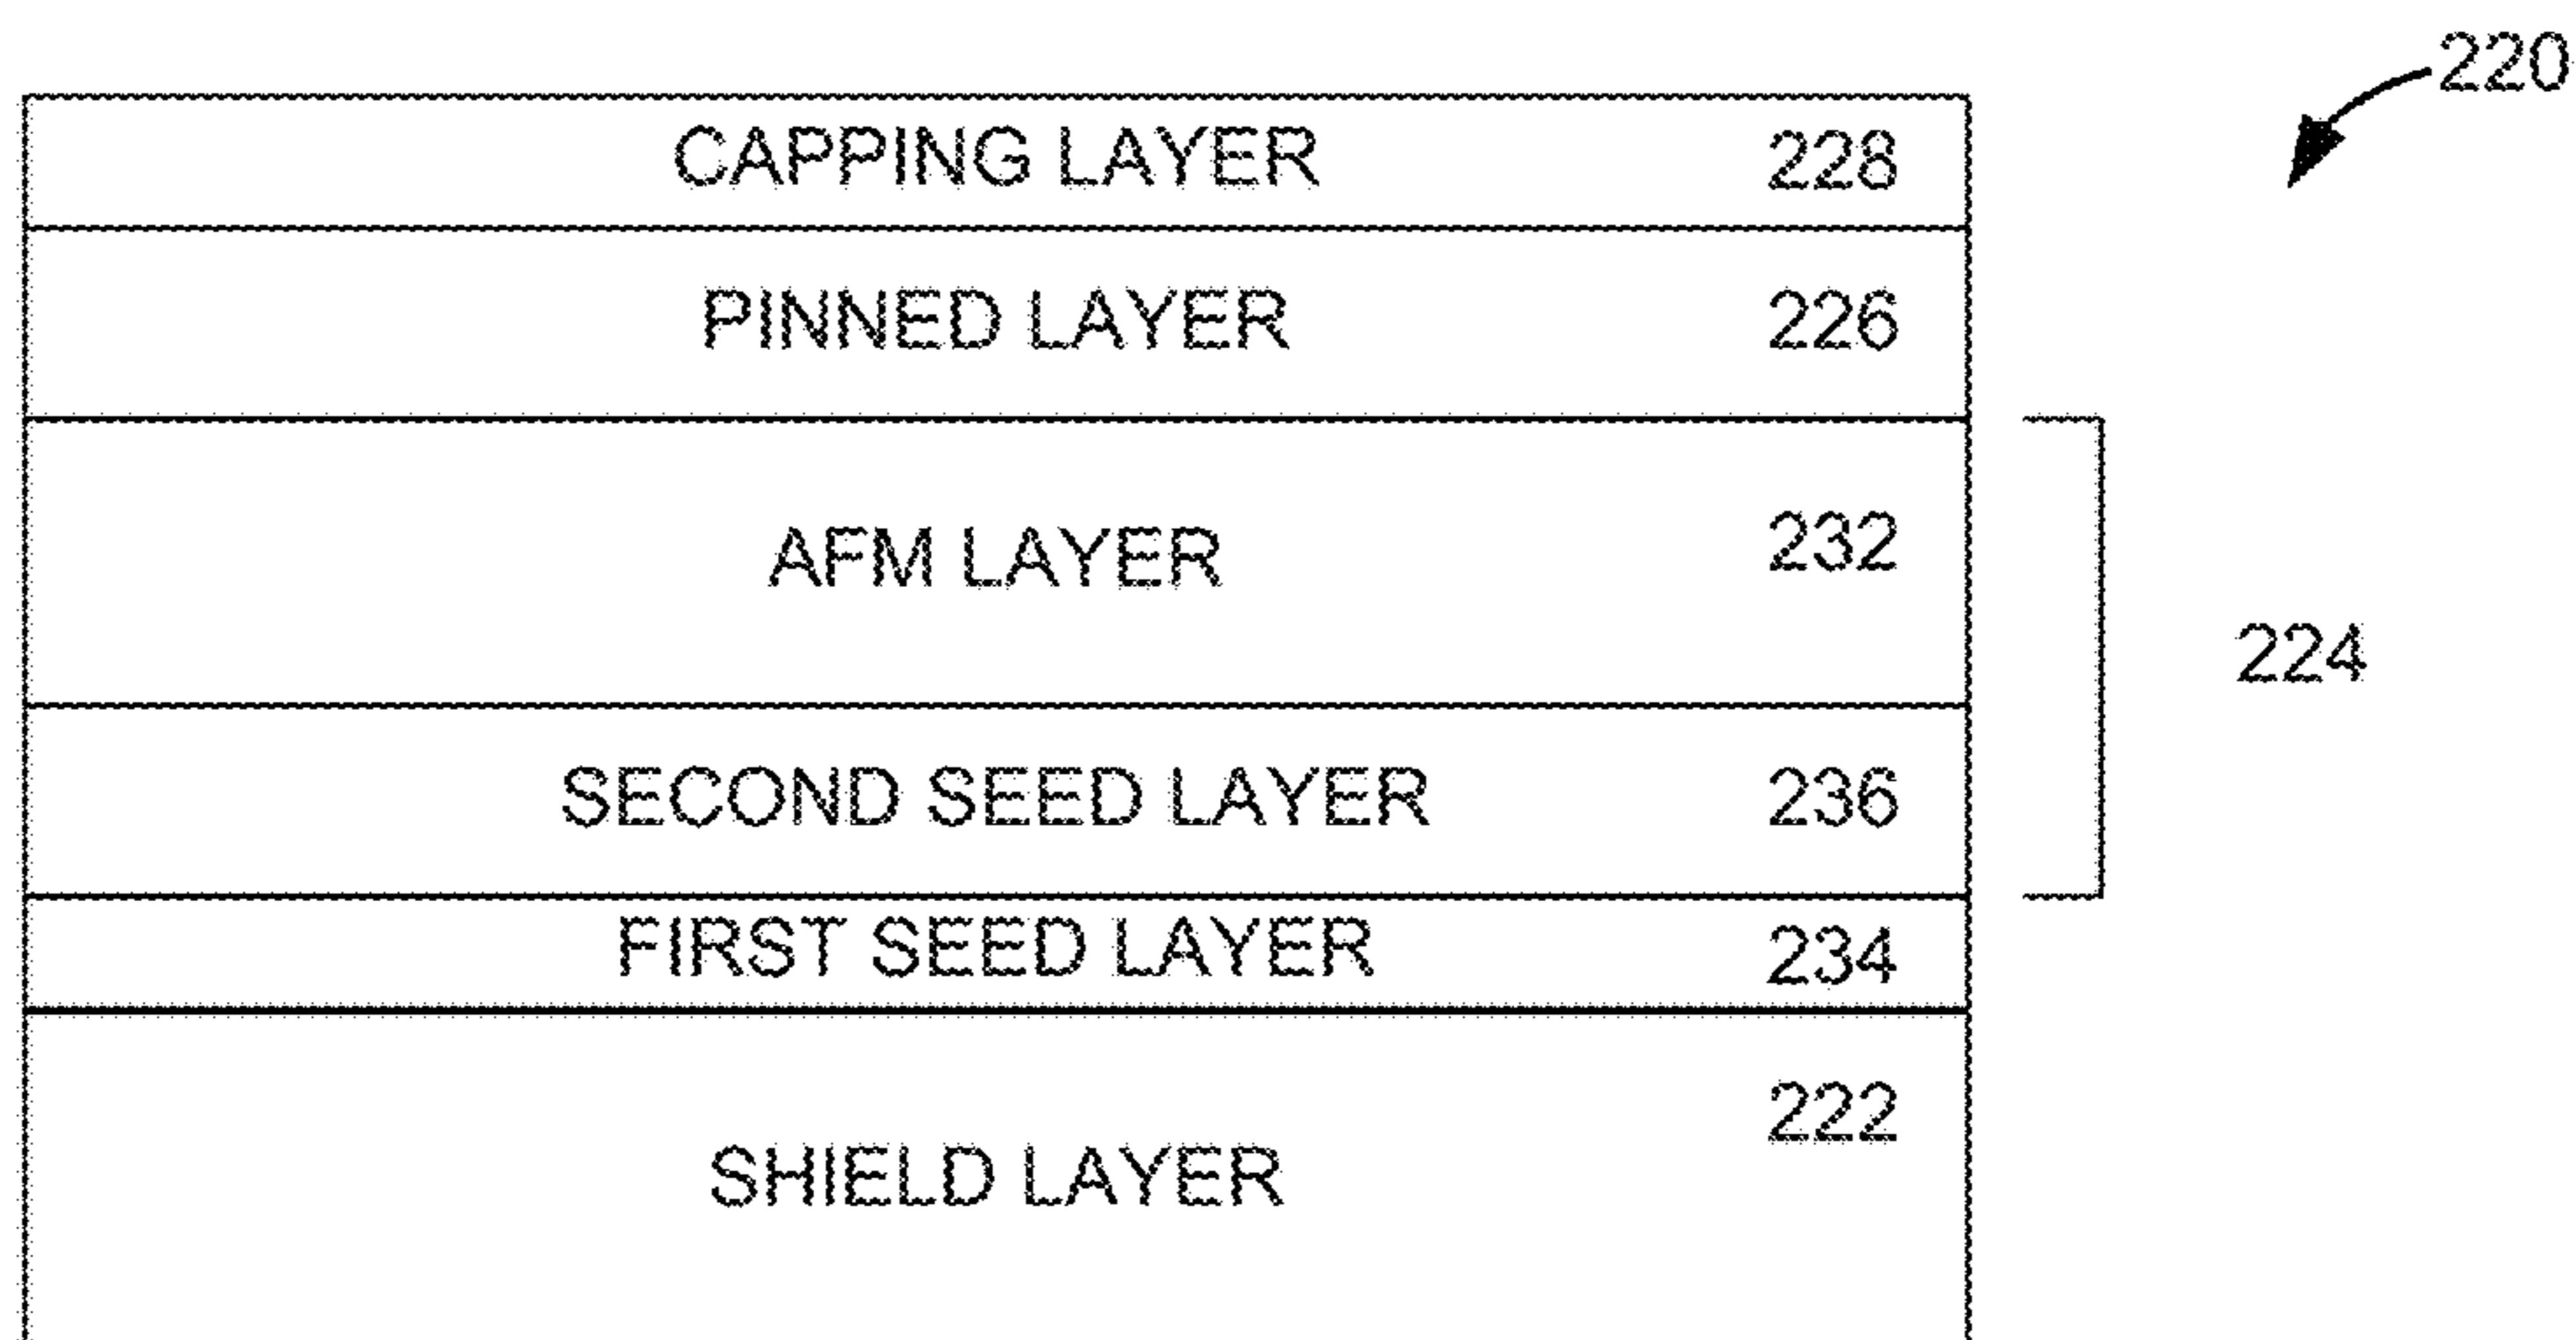 220
CAPPING LAYER 228
PINNED LAYER 226
AFM LAYER 232
224
SECOND SEED LAYER 236
FIRST SEED LAYER 234
222
SHIELD LAYER